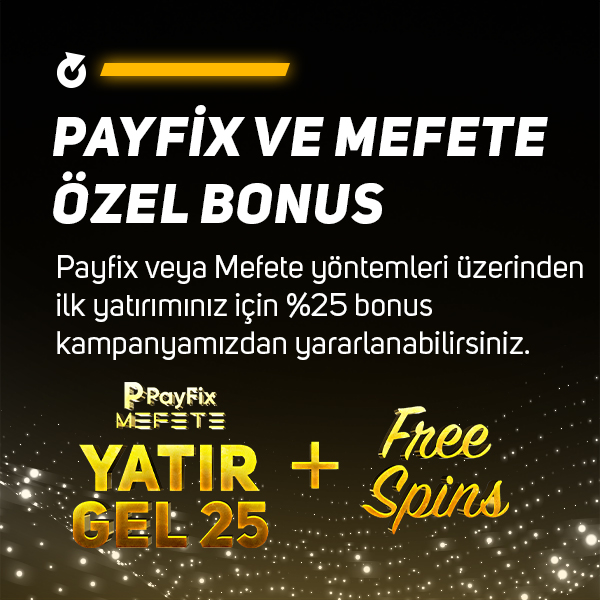 PAYFİX VE MEFETE
ÖZEL BONUS
Payfix veya Mefete yöntemleri üzerinden
ilk yatırımınız için %25 bonus
kampanyamızdan yararlanabilirsiniz.
PayFix
MEFETE
YATIR
GEL 25
+
Free
Spins